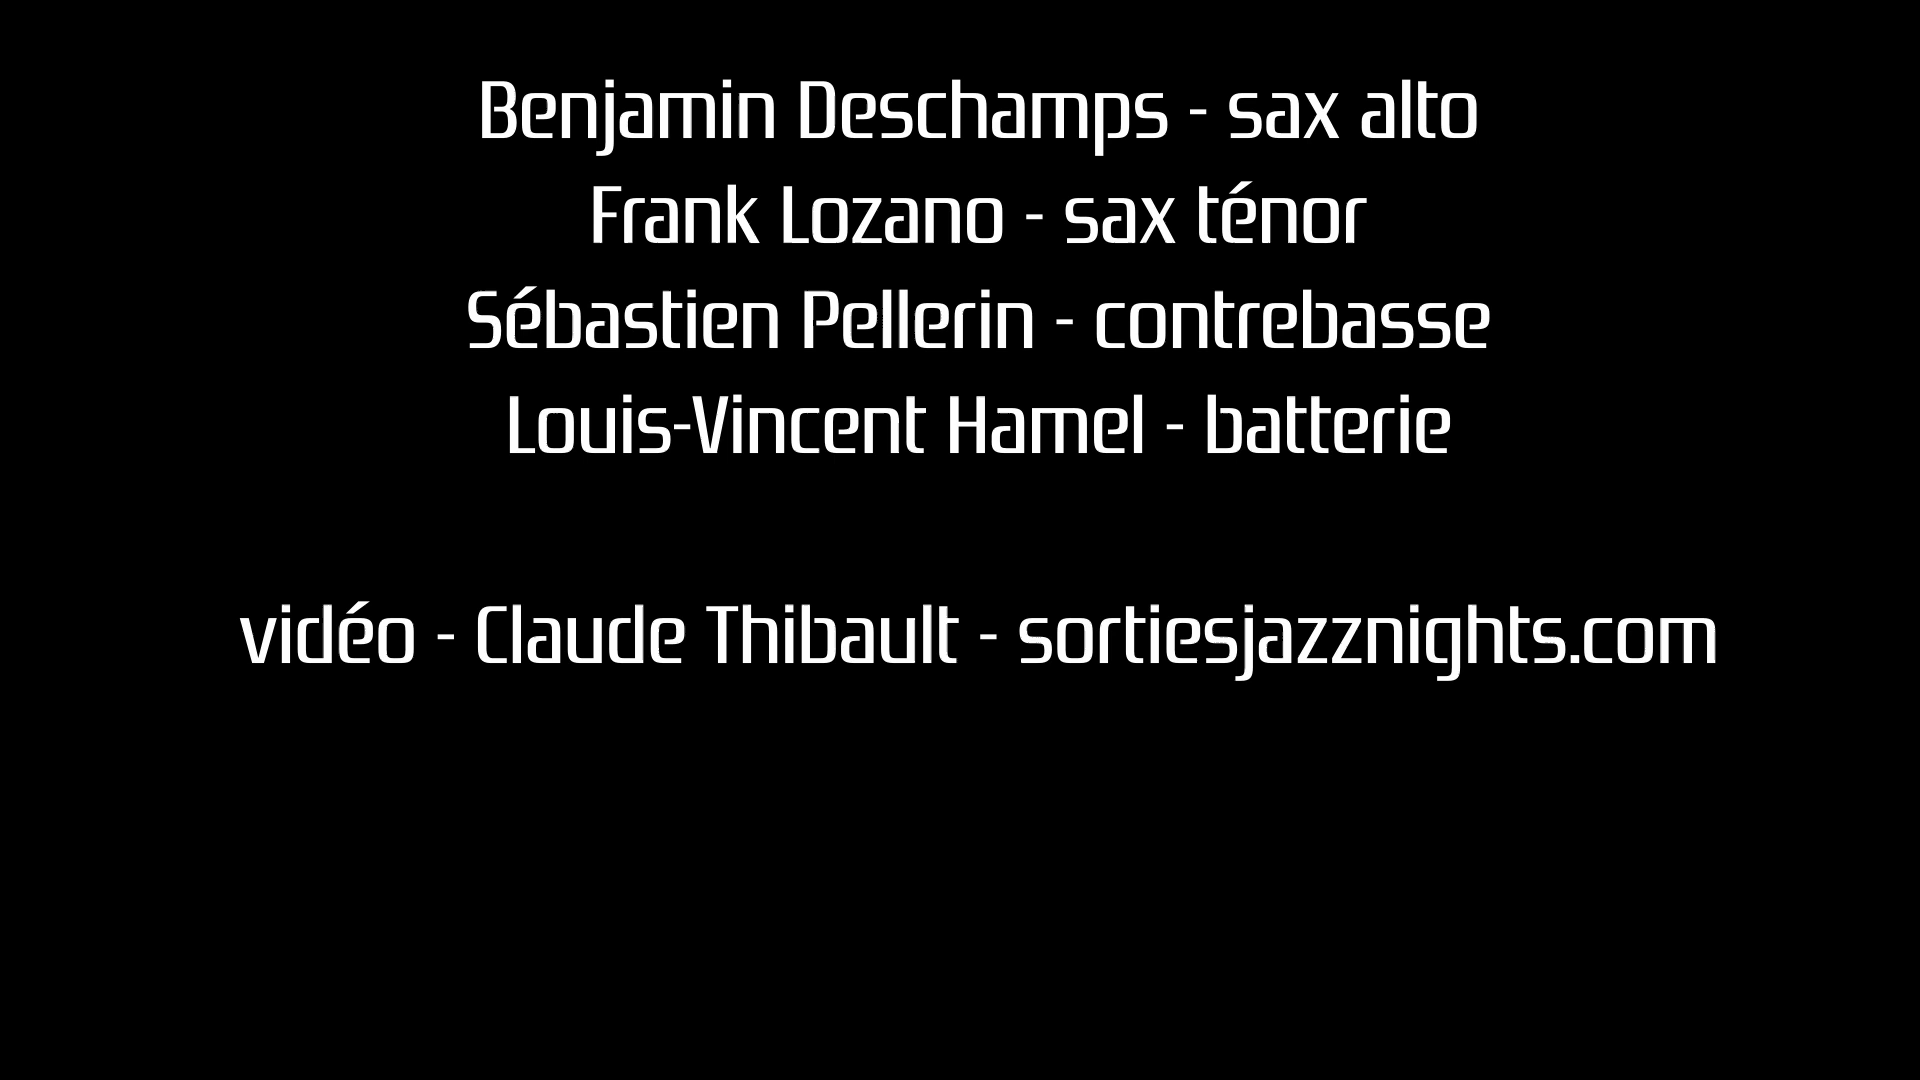 Benjamin Deschamps - sax alto
Frank Lozano - sax ténor
Sébastien Pellerin - contrebasse
Louis-Vincent Hamel - batterie
vidéo - Claude Thibault - sortiesjazznights.com